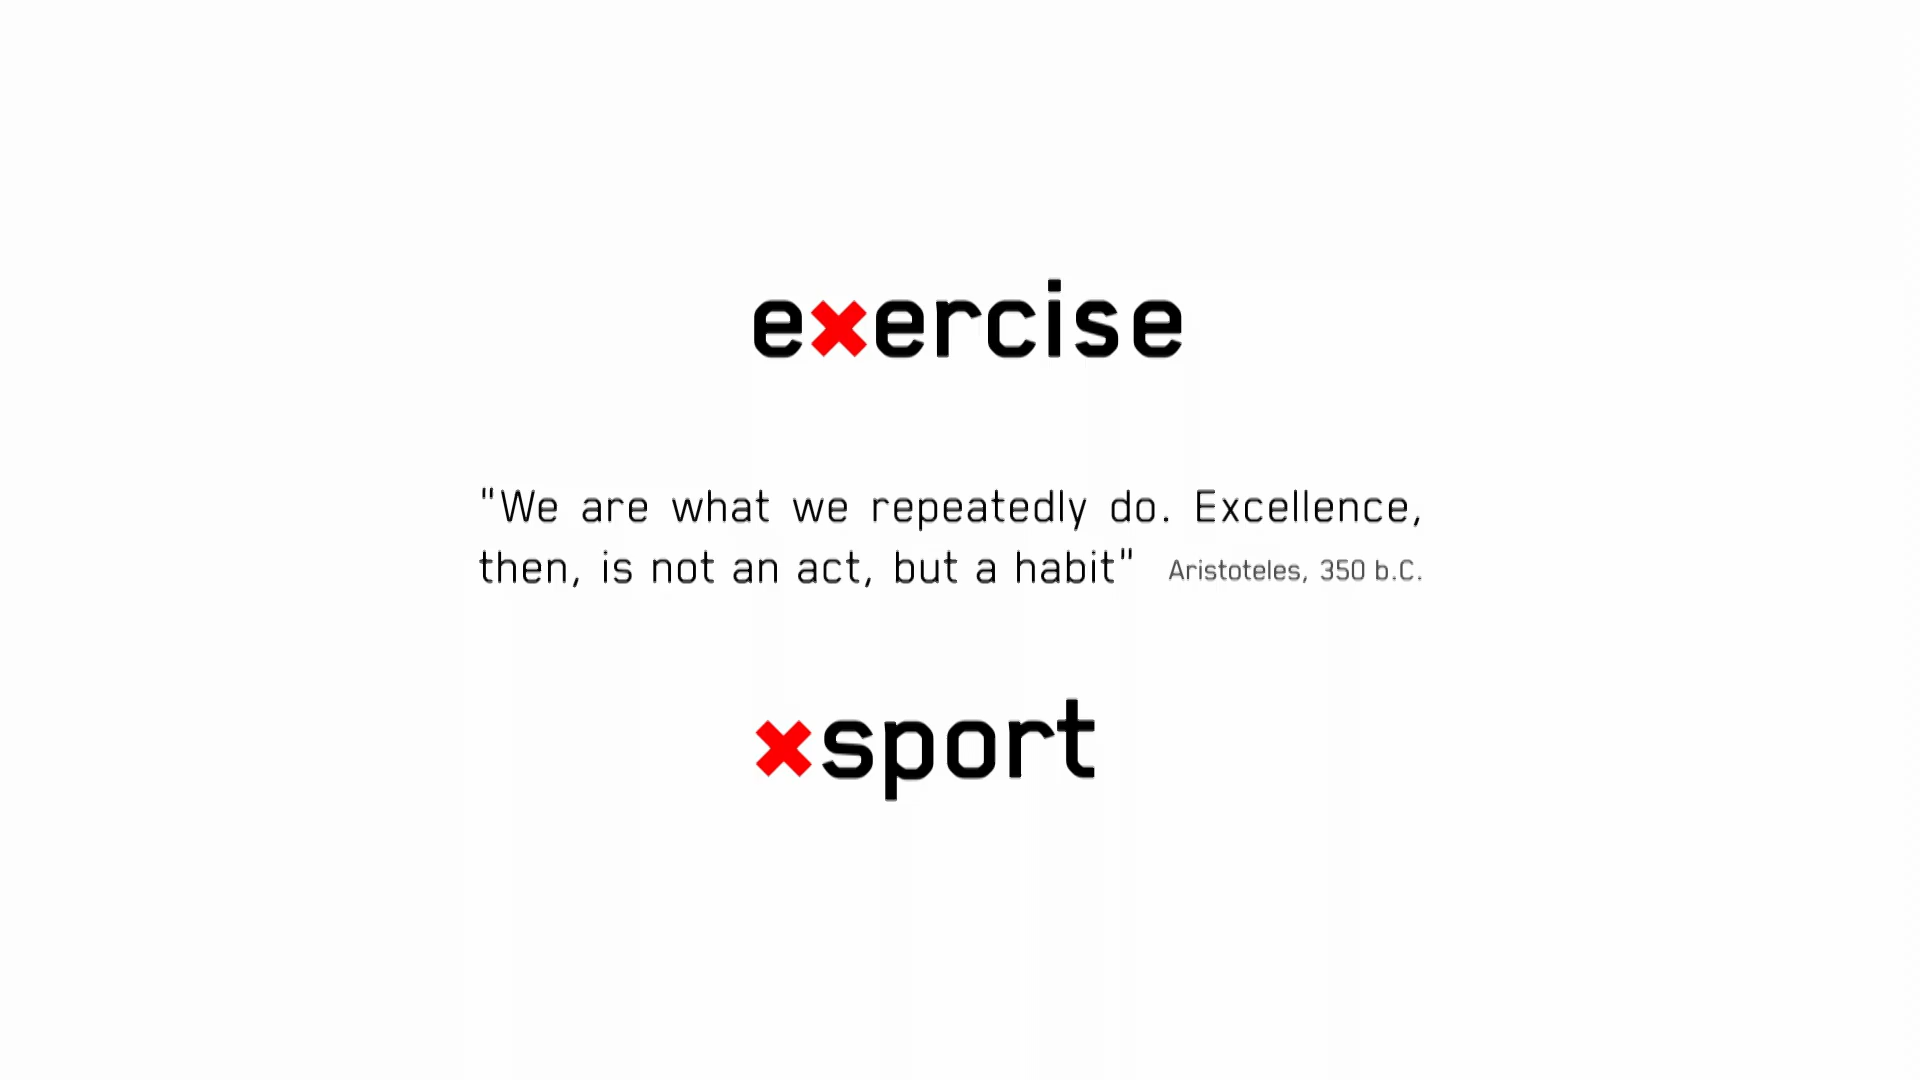 exercise
"We are what we repeatedly do. Excellence,
then, is not an act, but a habit" Aristoteles, 350 b.C.
xsport